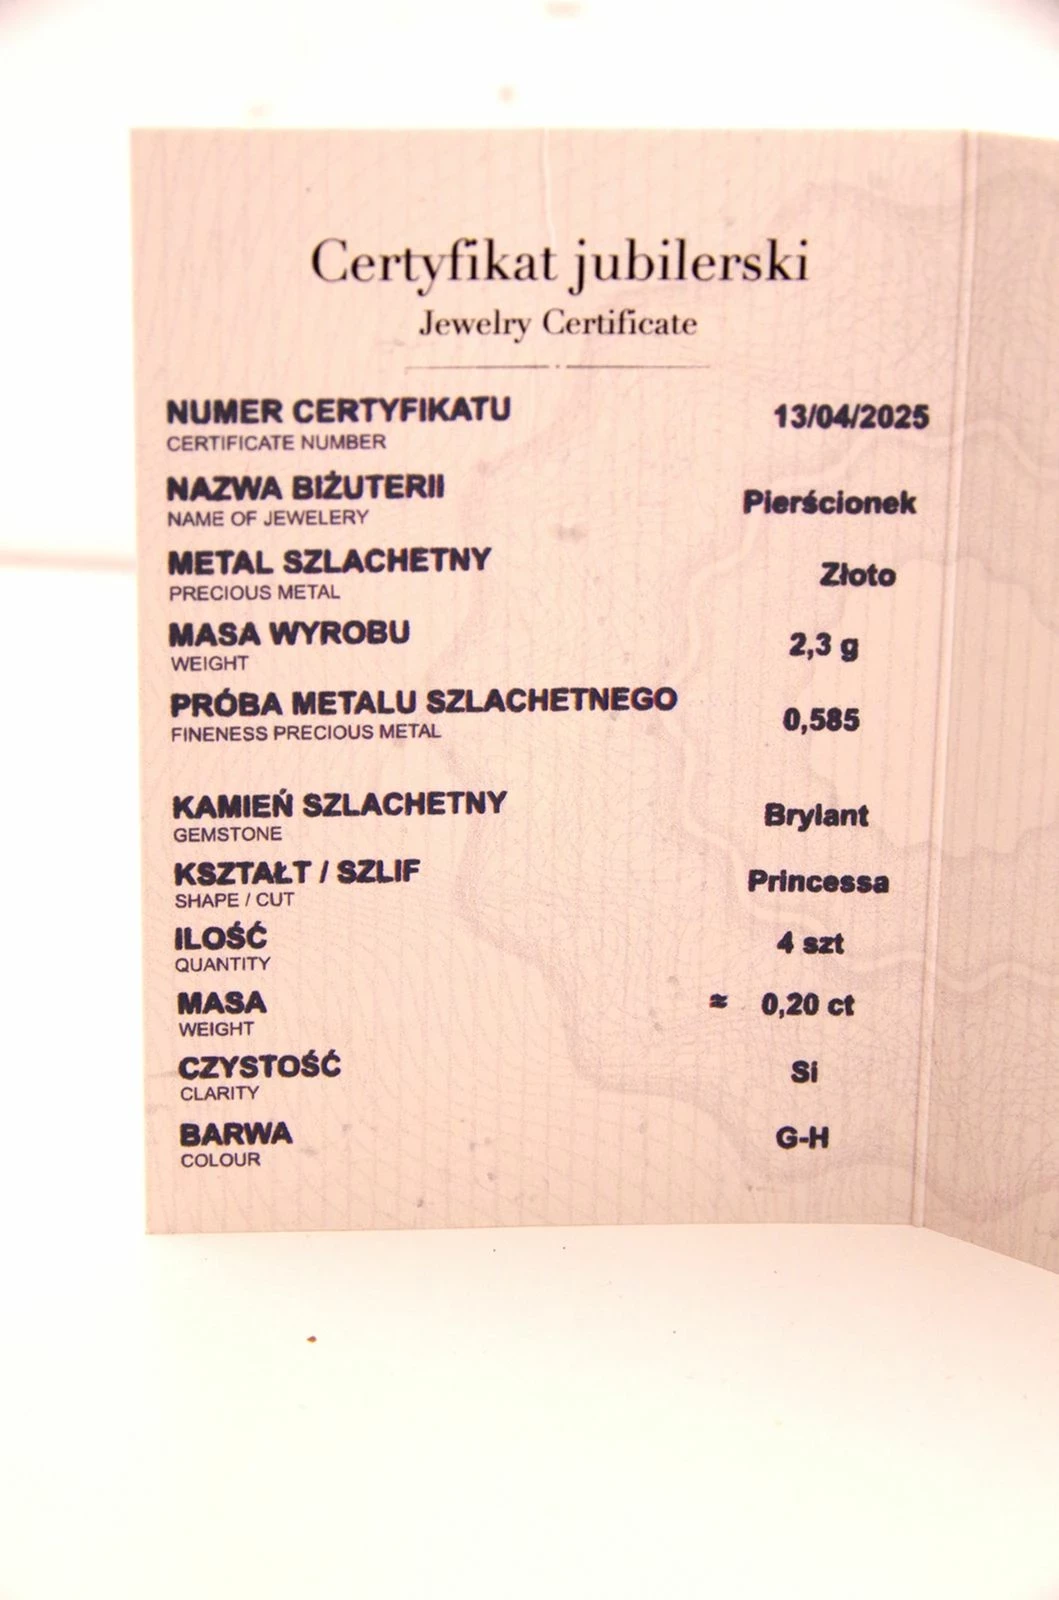 Certyfikat jubilerski
Jewelry Certificate
NUMER CERTYFIKATU 13/04/2025
CERTIFICATE NUMBER
NAZWA BIŻUTERII Pierścionek
NAME OF JEWELERY
METAL SZLACHETNY Złoto
PRECIOUS METAL
MASA WYROBU 2,3 g
WEIGHT
PRÓBA METALU SZLACHETNEGO 0,585
FINENESS PRECIOUS METAL
KAMIEŃ SZLACHETNY Brylant
GEMSTONE
KSZTAŁT / SZLIF Princessa
SHAPE / CUT
ILOŚĆ 4 szt
QUANTITY
MASA ≈ 0,20 ct
WEIGHT
CZYSTOŚĆ Si
CLARITY
BARWA G-H
COLOUR